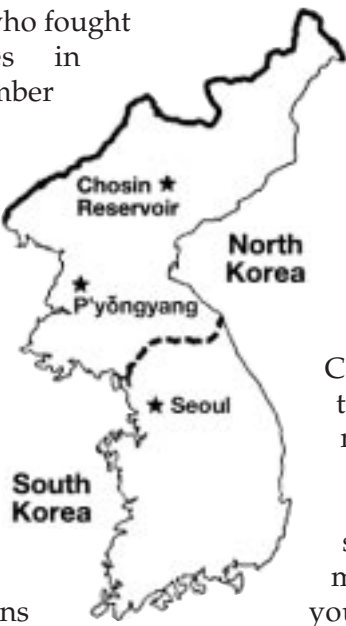 who fought
es in
mber
Chosin
Reservoir
North
Korea
P'yŏngyang
C
t
Seoul
r
South
Korea
s
m
ns
you